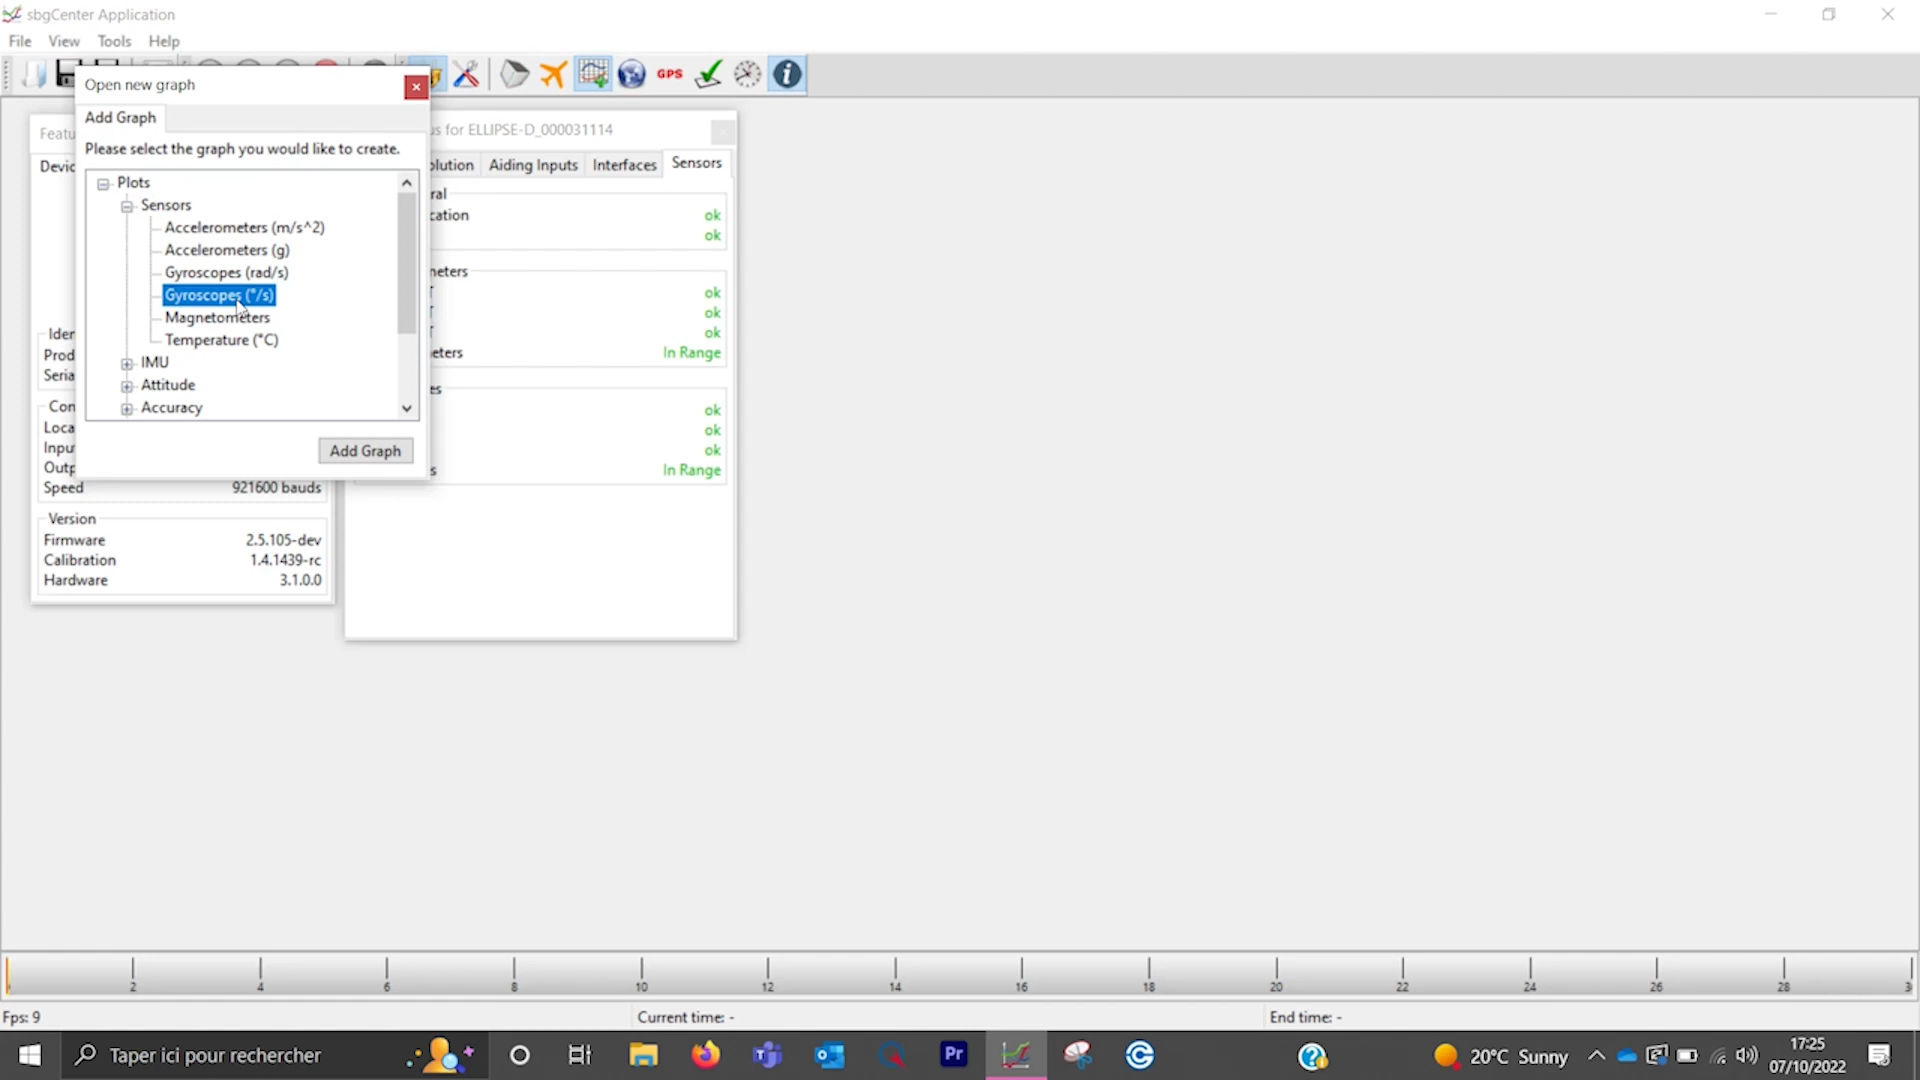 sbgCenter Application
File View Tools Help
GPS
Open new graph
Add Graph
Please select the graph you would like to create.
Plots
Sensors
Accelerometers (m/s^2)
Accelerometers (g)
Gyroscopes (rad/s)
Gyroscopes (°/s)
Magnetometers
Temperature (°C)
IMU
Attitude
Accuracy
Add Graph
Featu
Devic
Iden
Prod
Seria
Con
Loca
Inpu
Outp
Speed 921600 bauds
Version
Firmware 2.5.105-dev
Calibration 1.4.1439-rc
Hardware 3.1.0.0
us for ELLIPSE-D_000031114
olution Aiding Inputs Interfaces Sensors
ral
cation ok
ok
meters
T ok
T ok
T ok
eters In Range
es
ok
ok
ok
s In Range
2 4 6 8 10 12 14 16 18 20 22 24 26 28 3
Fps: 9 Current time: - End time: -
Taper ici pour rechercher
Pr
20°C Sunny
17:25
07/10/2022